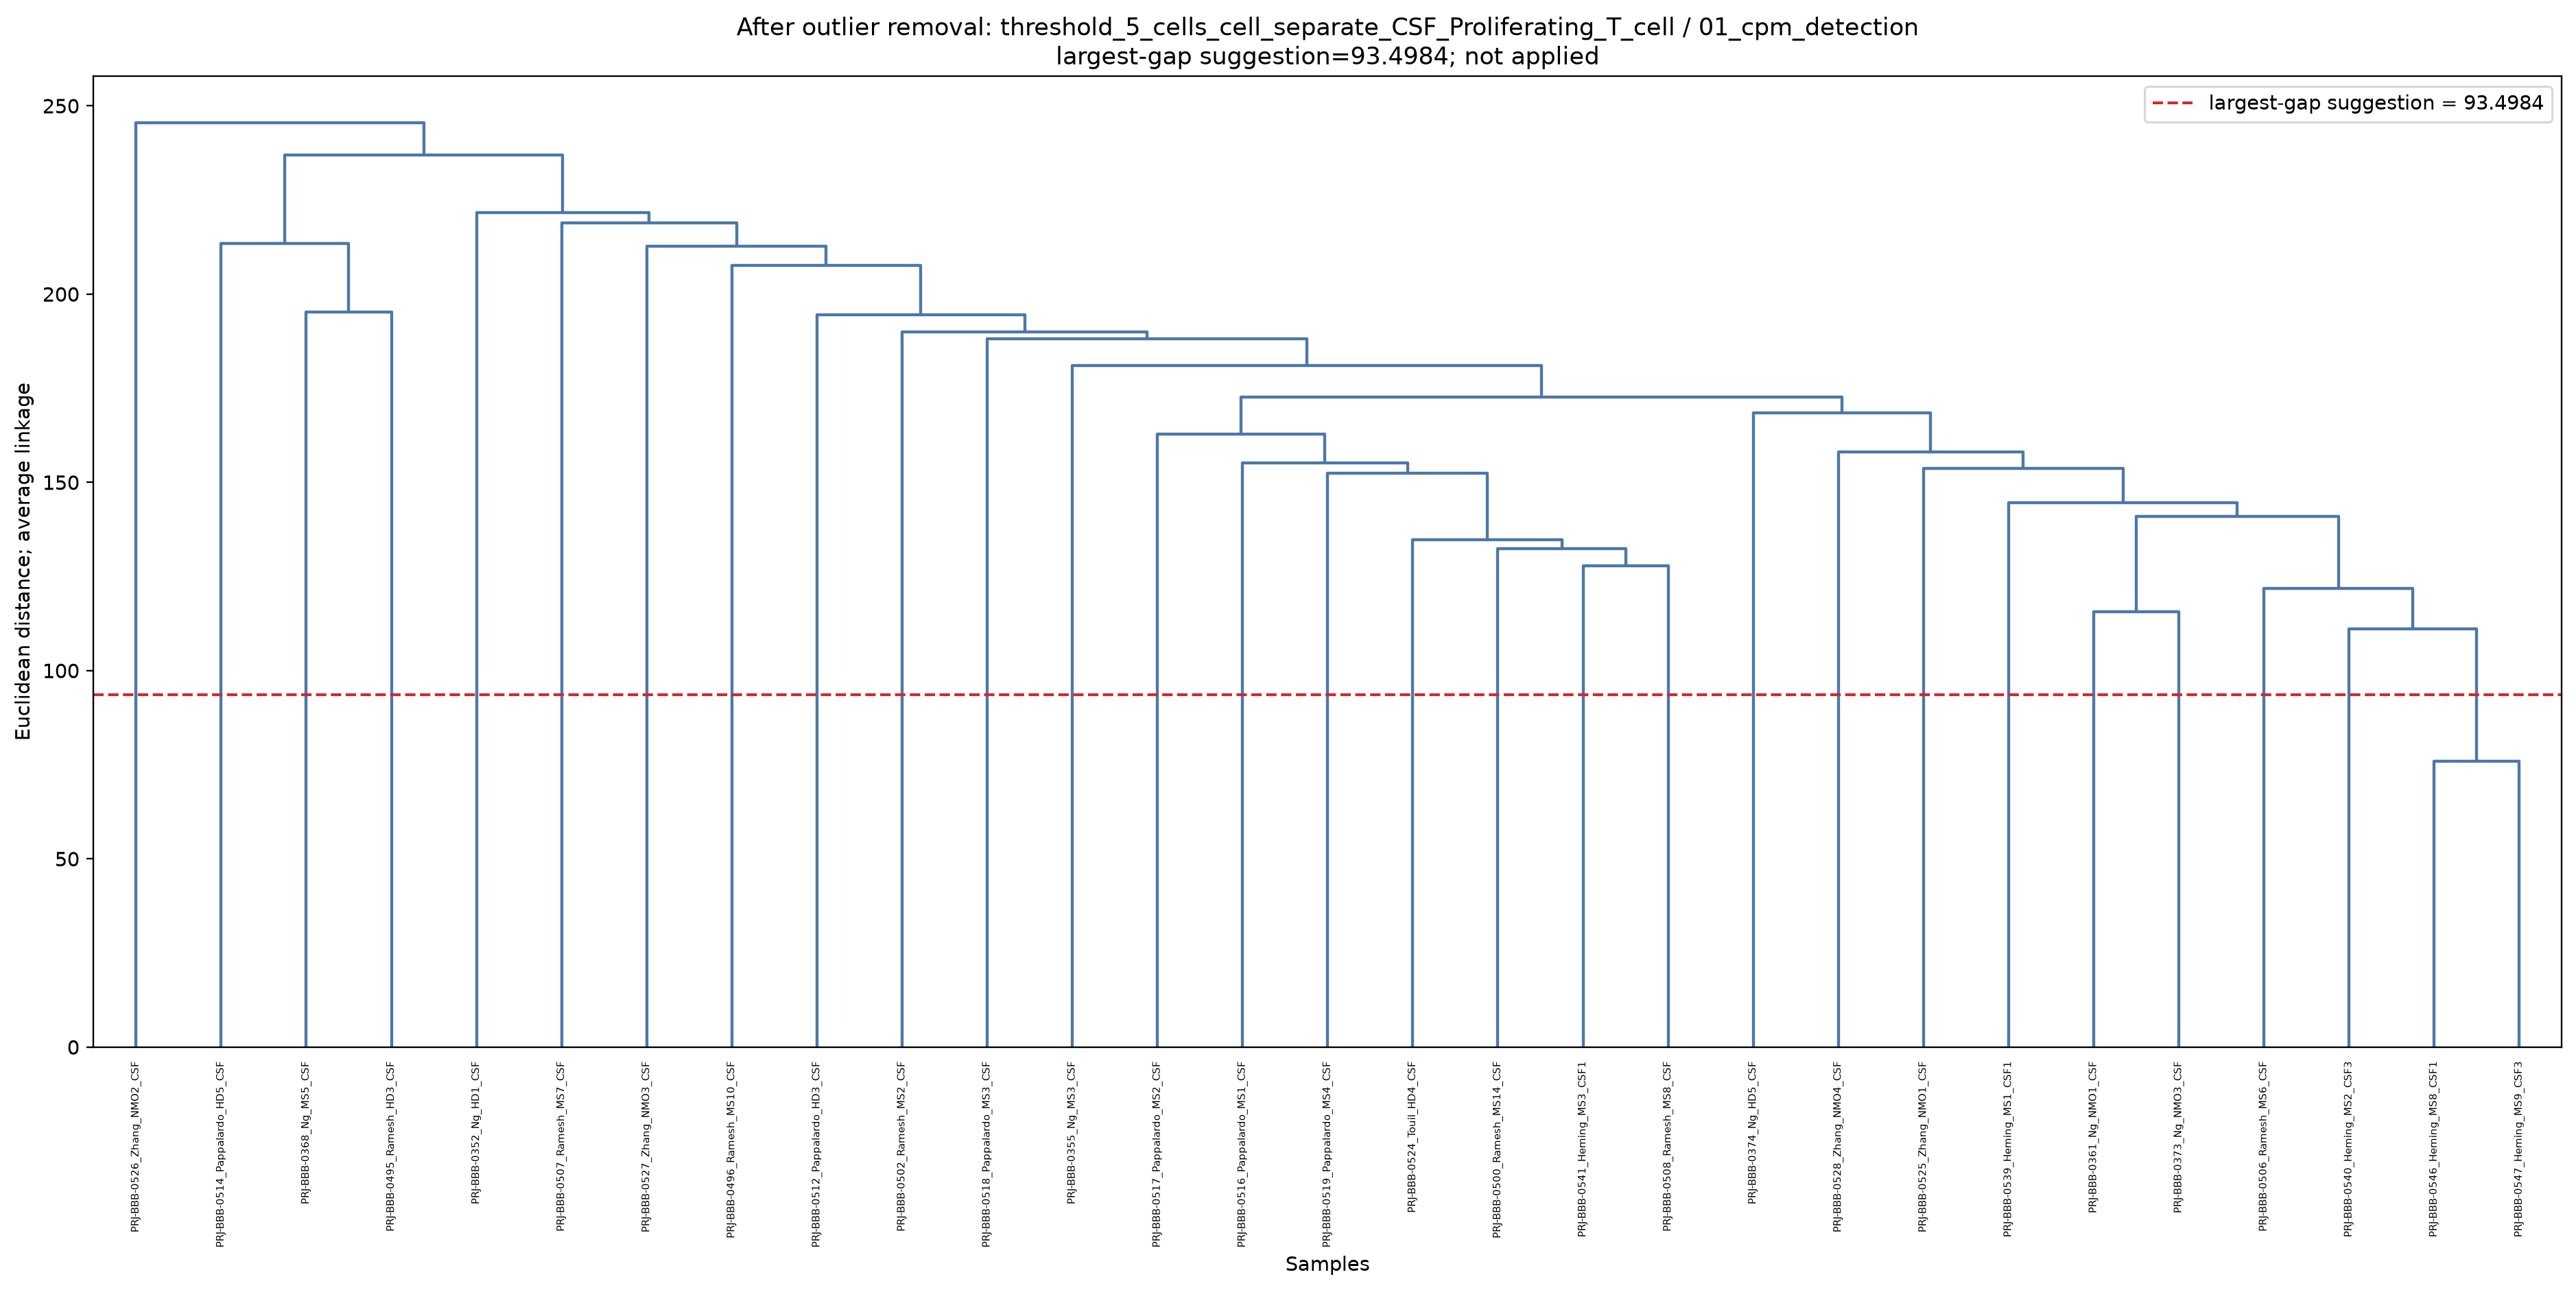 After outlier removal: threshold_5_cells_cell_separate_CSF_Proliferating_T_cell / 01_cpm_detection
largest-gap suggestion=93.4984; not applied
largest-gap suggestion = 93.4984
Euclidean distance; average linkage
250
200
150
100
50
0
PRJ-BBB-0526_Zhang_NMO2_CSF
PRJ-BBB-0514_Pappalardo_HD5_CSF
PRJ-BBB-0368_Ng_MS5_CSF
PRJ-BBB-0495_Ramesh_HD3_CSF
PRJ-BBB-0352_Ng_HD1_CSF
PRJ-BBB-0507_Ramesh_MS7_CSF
PRJ-BBB-0527_Zhang_NMO3_CSF
PRJ-BBB-0496_Ramesh_MS10_CSF
PRJ-BBB-0512_Pappalardo_HD3_CSF
PRJ-BBB-0502_Ramesh_MS2_CSF
PRJ-BBB-0518_Pappalardo_MS3_CSF
PRJ-BBB-0355_Ng_MS3_CSF
PRJ-BBB-0517_Pappalardo_MS2_CSF
PRJ-BBB-0516_Pappalardo_MS1_CSF
PRJ-BBB-0519_Pappalardo_MS4_CSF
PRJ-BBB-0524_Touil_HD4_CSF
PRJ-BBB-0500_Ramesh_MS14_CSF
PRJ-BBB-0541_Heming_MS3_CSF1
PRJ-BBB-0508_Ramesh_MS8_CSF
PRJ-BBB-0374_Ng_HD5_CSF
PRJ-BBB-0528_Zhang_NMO4_CSF
PRJ-BBB-0525_Zhang_NMO1_CSF
PRJ-BBB-0539_Heming_MS1_CSF1
PRJ-BBB-0361_Ng_NMO1_CSF
PRJ-BBB-0373_Ng_NMO3_CSF
PRJ-BBB-0506_Ramesh_MS6_CSF
PRJ-BBB-0540_Heming_MS2_CSF3
PRJ-BBB-0546_Heming_MS8_CSF1
PRJ-BBB-0547_Heming_MS9_CSF3
Samples